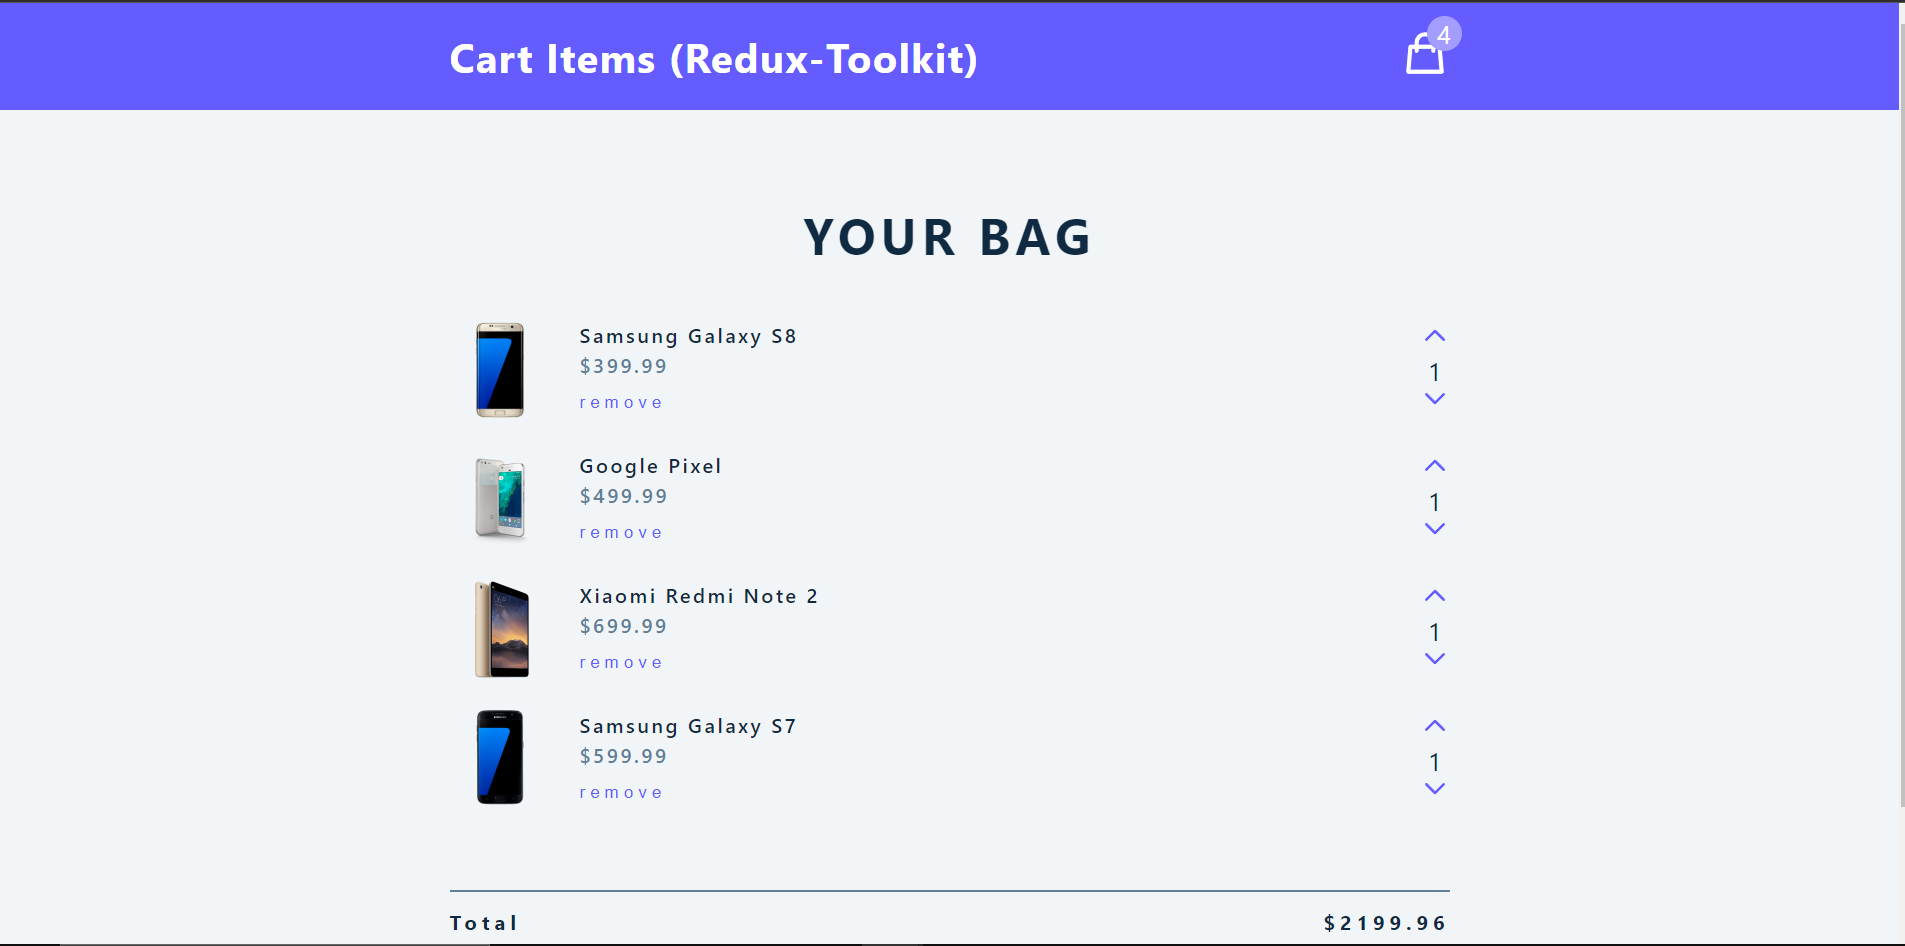 Cart Items (Redux-Toolkit)
4
YOUR BAG
Samsung Galaxy S8
$399.99
remove
1
Google Pixel
$499.99
remove
1
Xiaomi Redmi Note 2
$699.99
remove
1
Samsung Galaxy S7
$599.99
remove
1
Total $2199.96